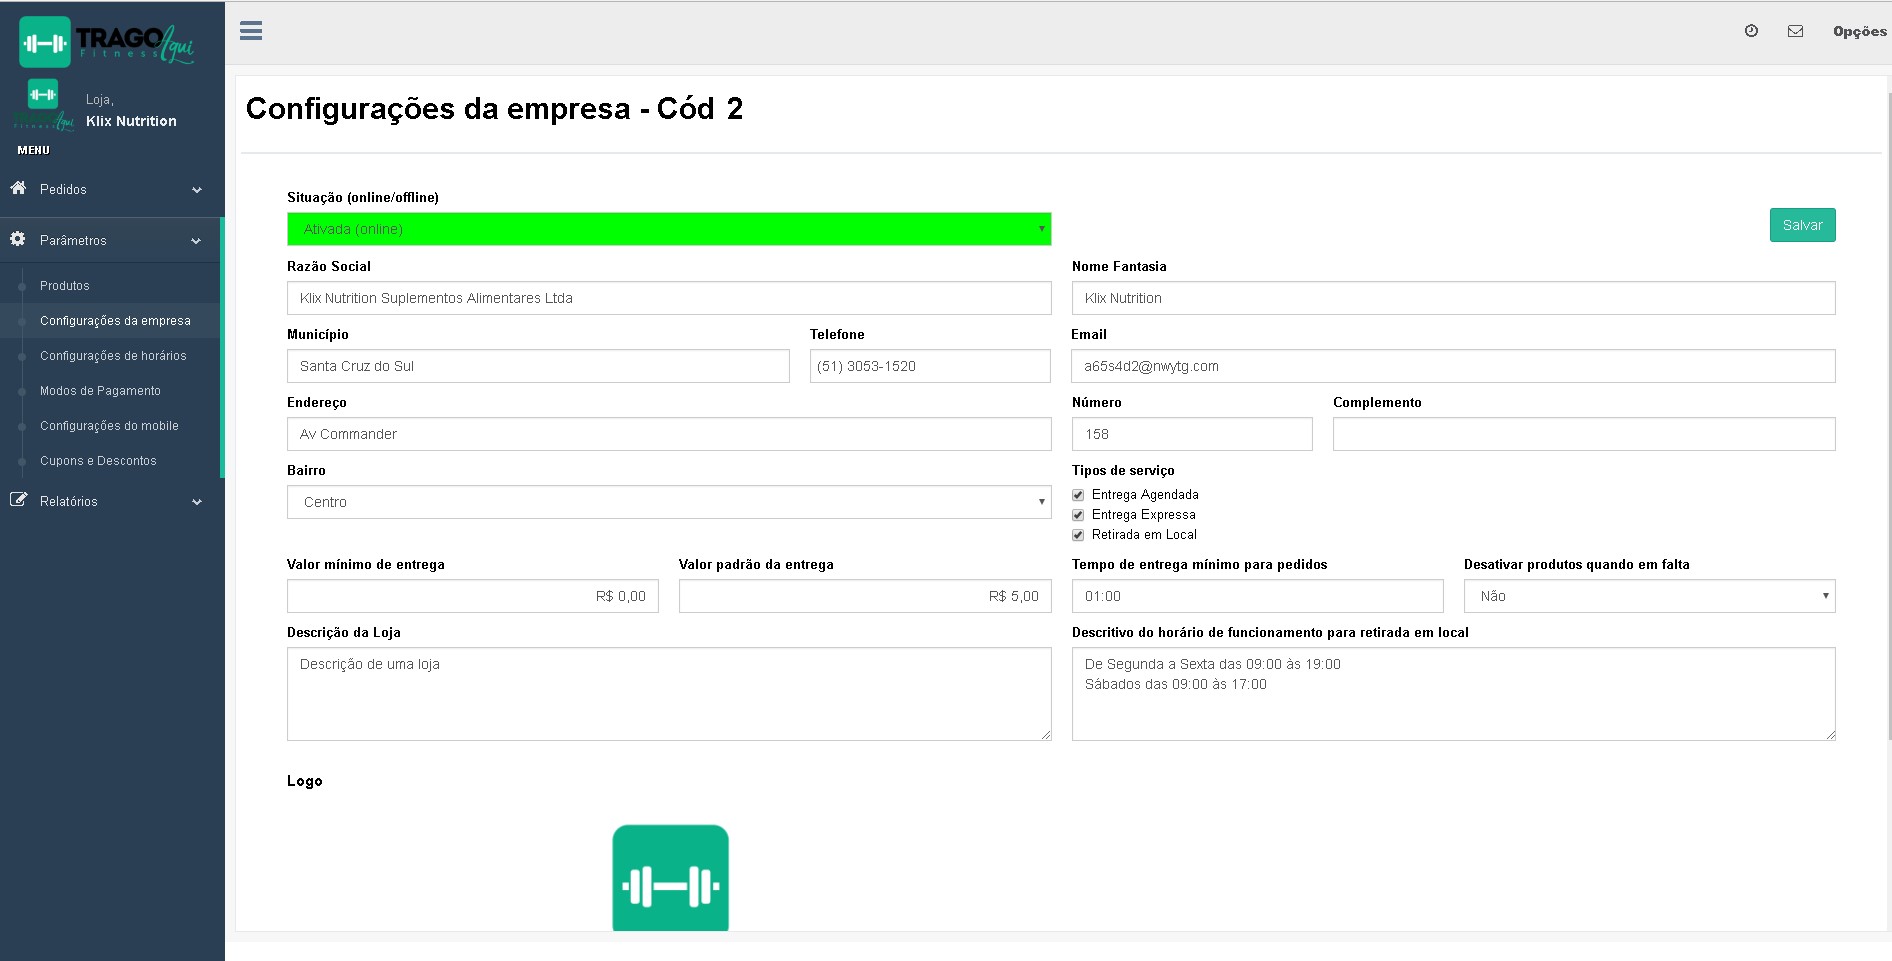 TRAGO Aqui
Fitness
Loja,
Klix Nutrition
MENU
Pedidos
Parâmetros
Produtos
Configurações da empresa
Configurações de horários
Modos de Pagamento
Configurações do mobile
Cupons e Descontos
Relatórios
Opções
Configurações da empresa - Cód 2
Situação (online/offline)
Ativada (online)
Salvar
Razão Social
Nome Fantasia
Klix Nutrition Suplementos Alimentares Ltda
Klix Nutrition
Município
Telefone
Email
Santa Cruz do Sul
(51) 3053-1520
a65s4d2@nwytg.com
Endereço
Número
Complemento
Av Commander
158
Bairro
Tipos de serviço
Centro
Entrega Agendada
Entrega Expressa
Retirada em Local
Valor mínimo de entrega
Valor padrão da entrega
Tempo de entrega mínimo para pedidos
Desativar produtos quando em falta
R$ 0,00
R$ 5,00
01:00
Não
Descrição da Loja
Descritivo do horário de funcionamento para retirada em local
Descrição de uma loja
De Segunda a Sexta das 09:00 às 19:00
Sábados das 09:00 às 17:00
Logo